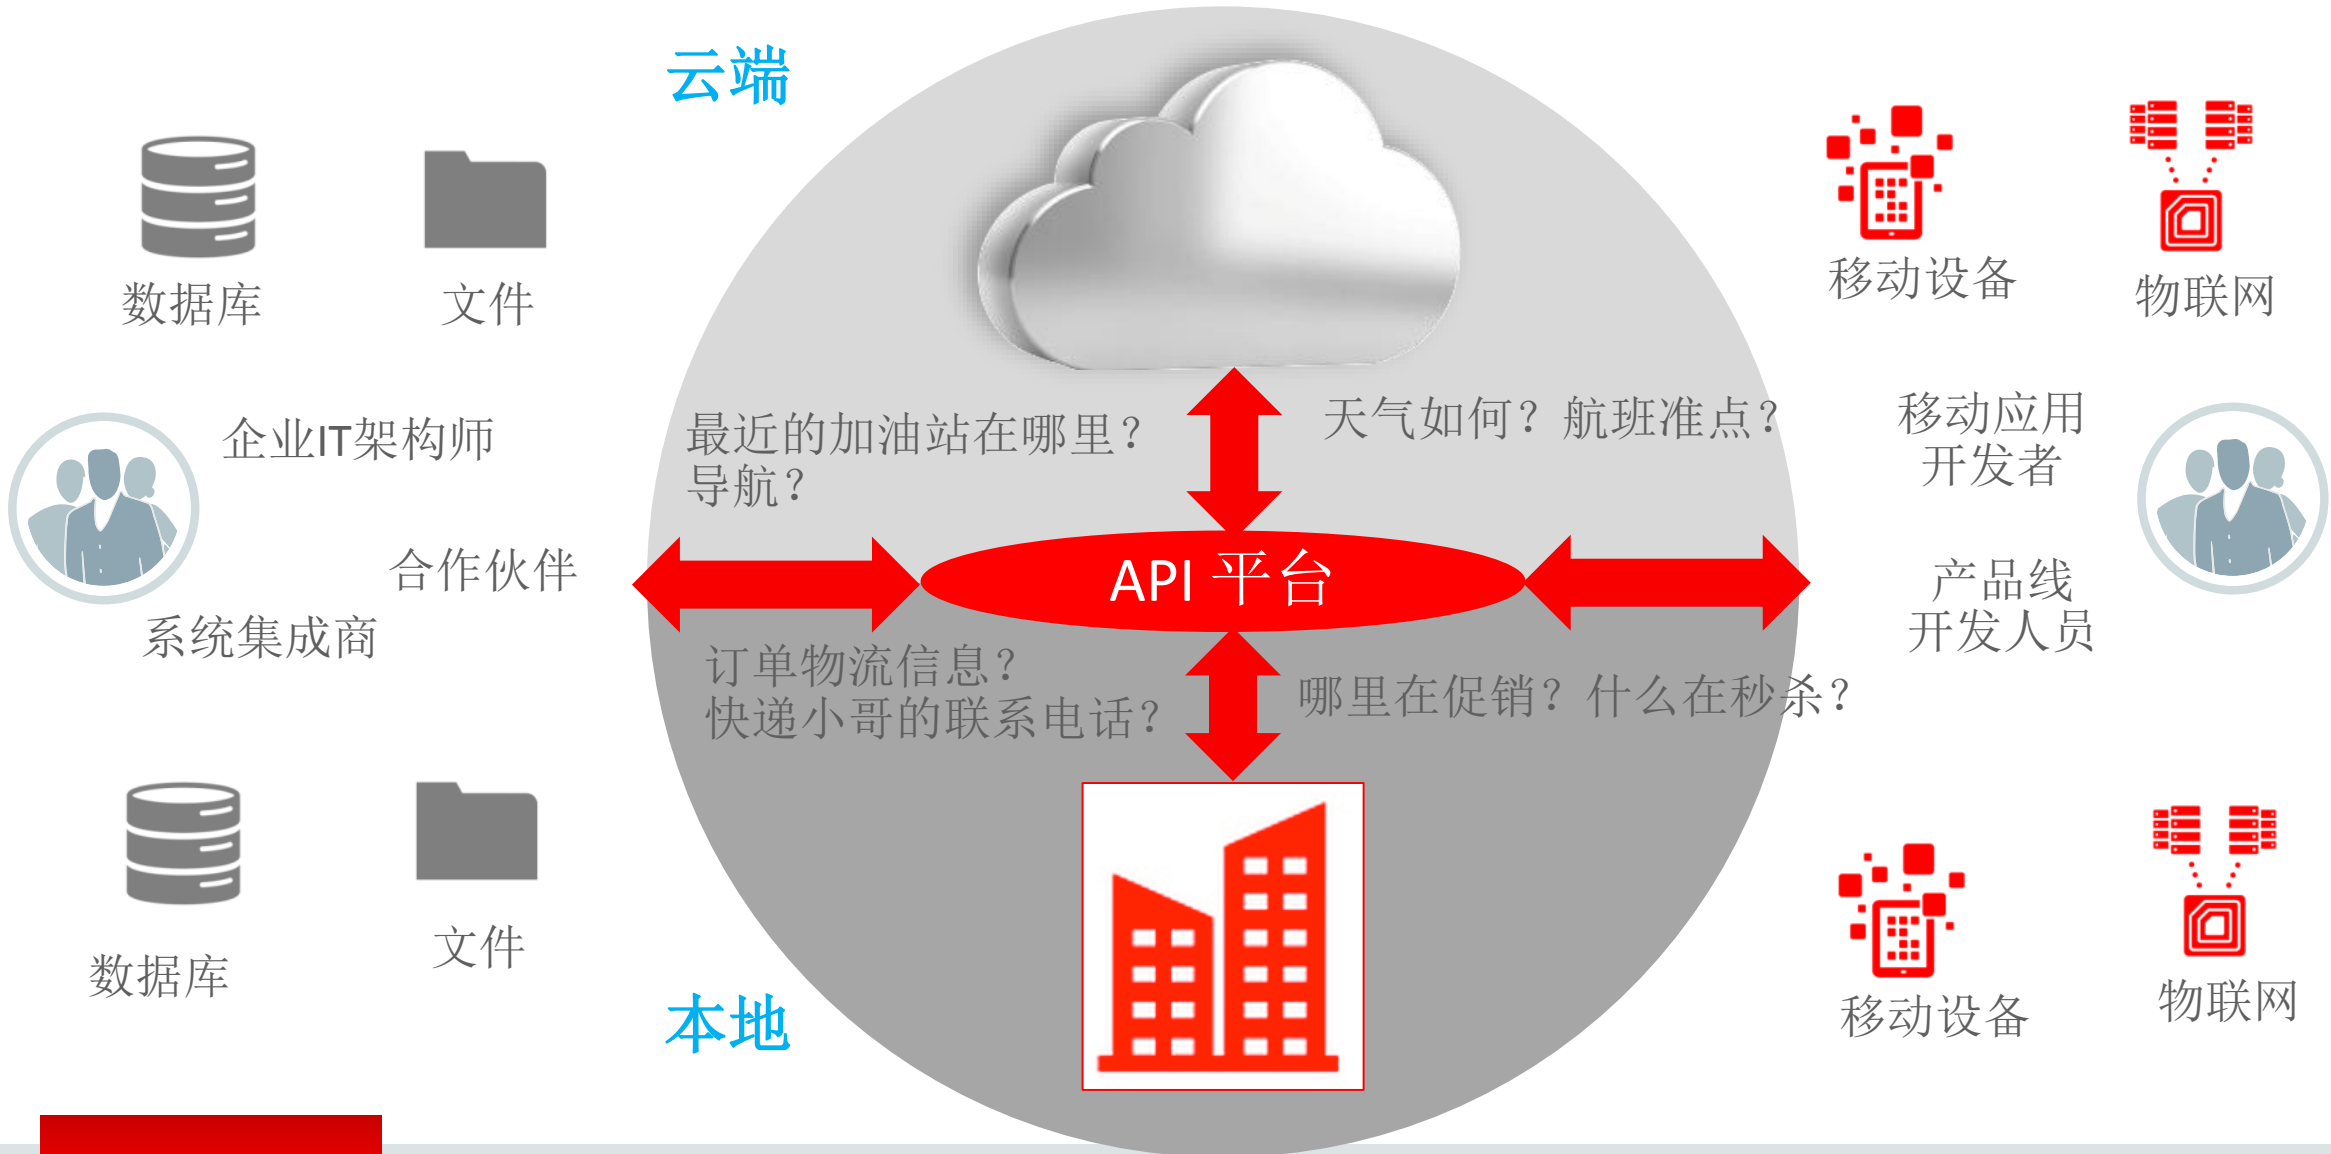 云端
数据库
文件
移动设备
物联网
企业IT架构师
合作伙伴
系统集成商
最近的加油站在哪里？
导航？
天气如何？航班准点？
移动应用
开发者
API 平台
产品线
开发人员
订单物流信息？
快递小哥的联系电话？
哪里在促销？什么在秒杀？
数据库
文件
本地
移动设备
物联网